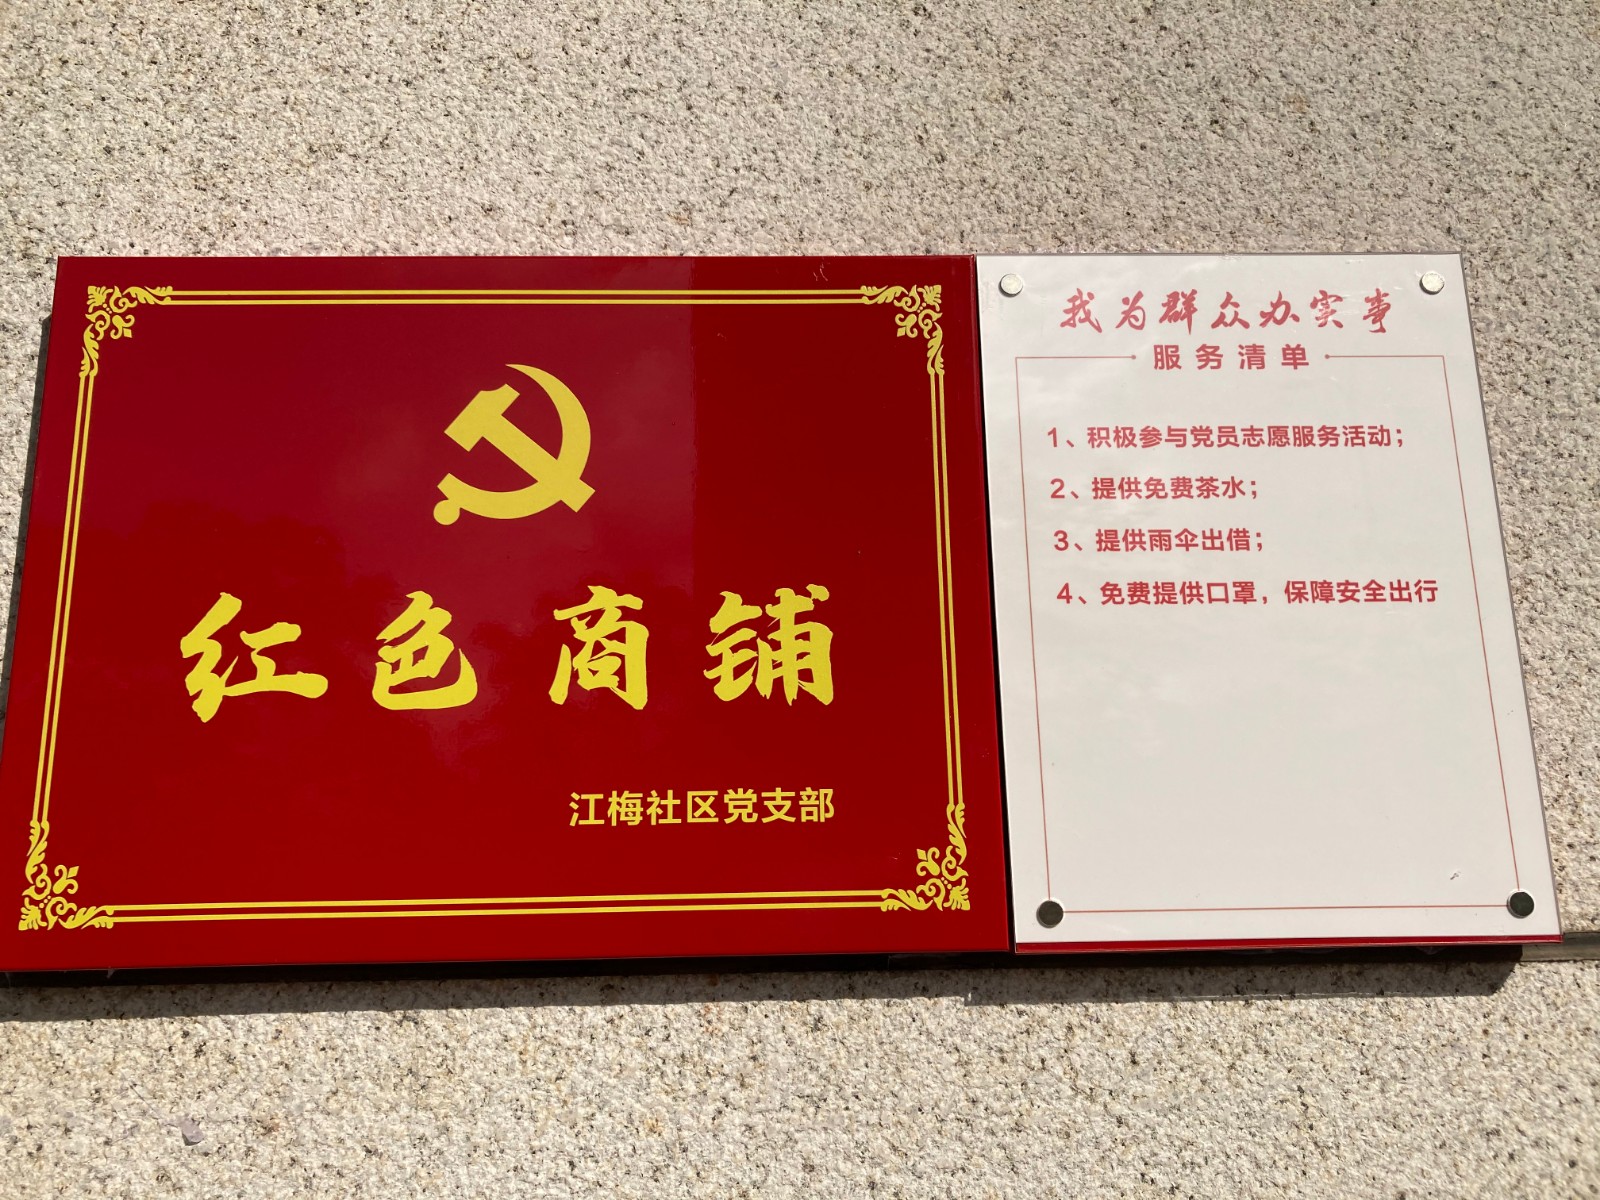 红色商铺
江梅社区党支部
我为群众办实事
服务清单
1、积极参与党员志愿服务活动；
2、提供免费茶水；
3、提供雨伞出借；
4、免费提供口罩，保障安全出行